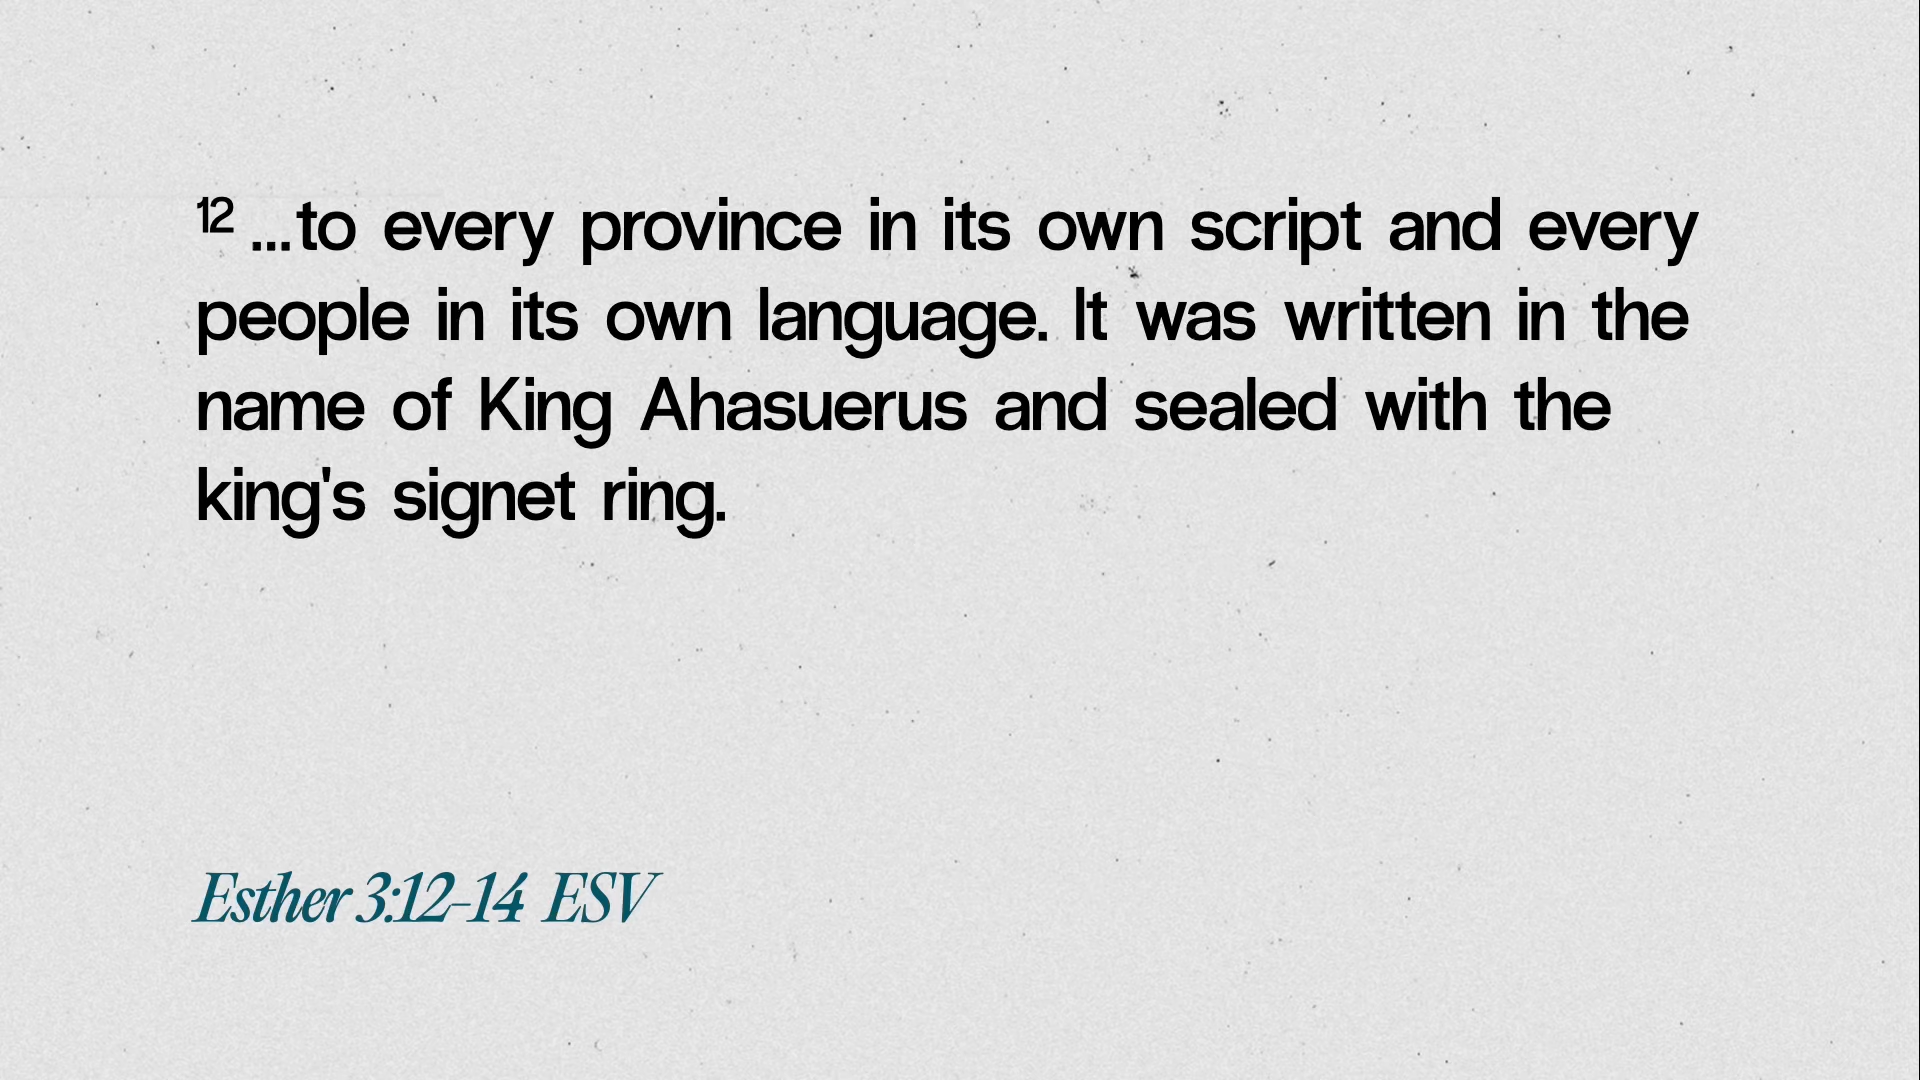 12 ...to every province in its own script and every
people in its own language. It was written in the
name of King Ahasuerus and sealed with the
king's signet ring.
Esther 3:12-14 ESV